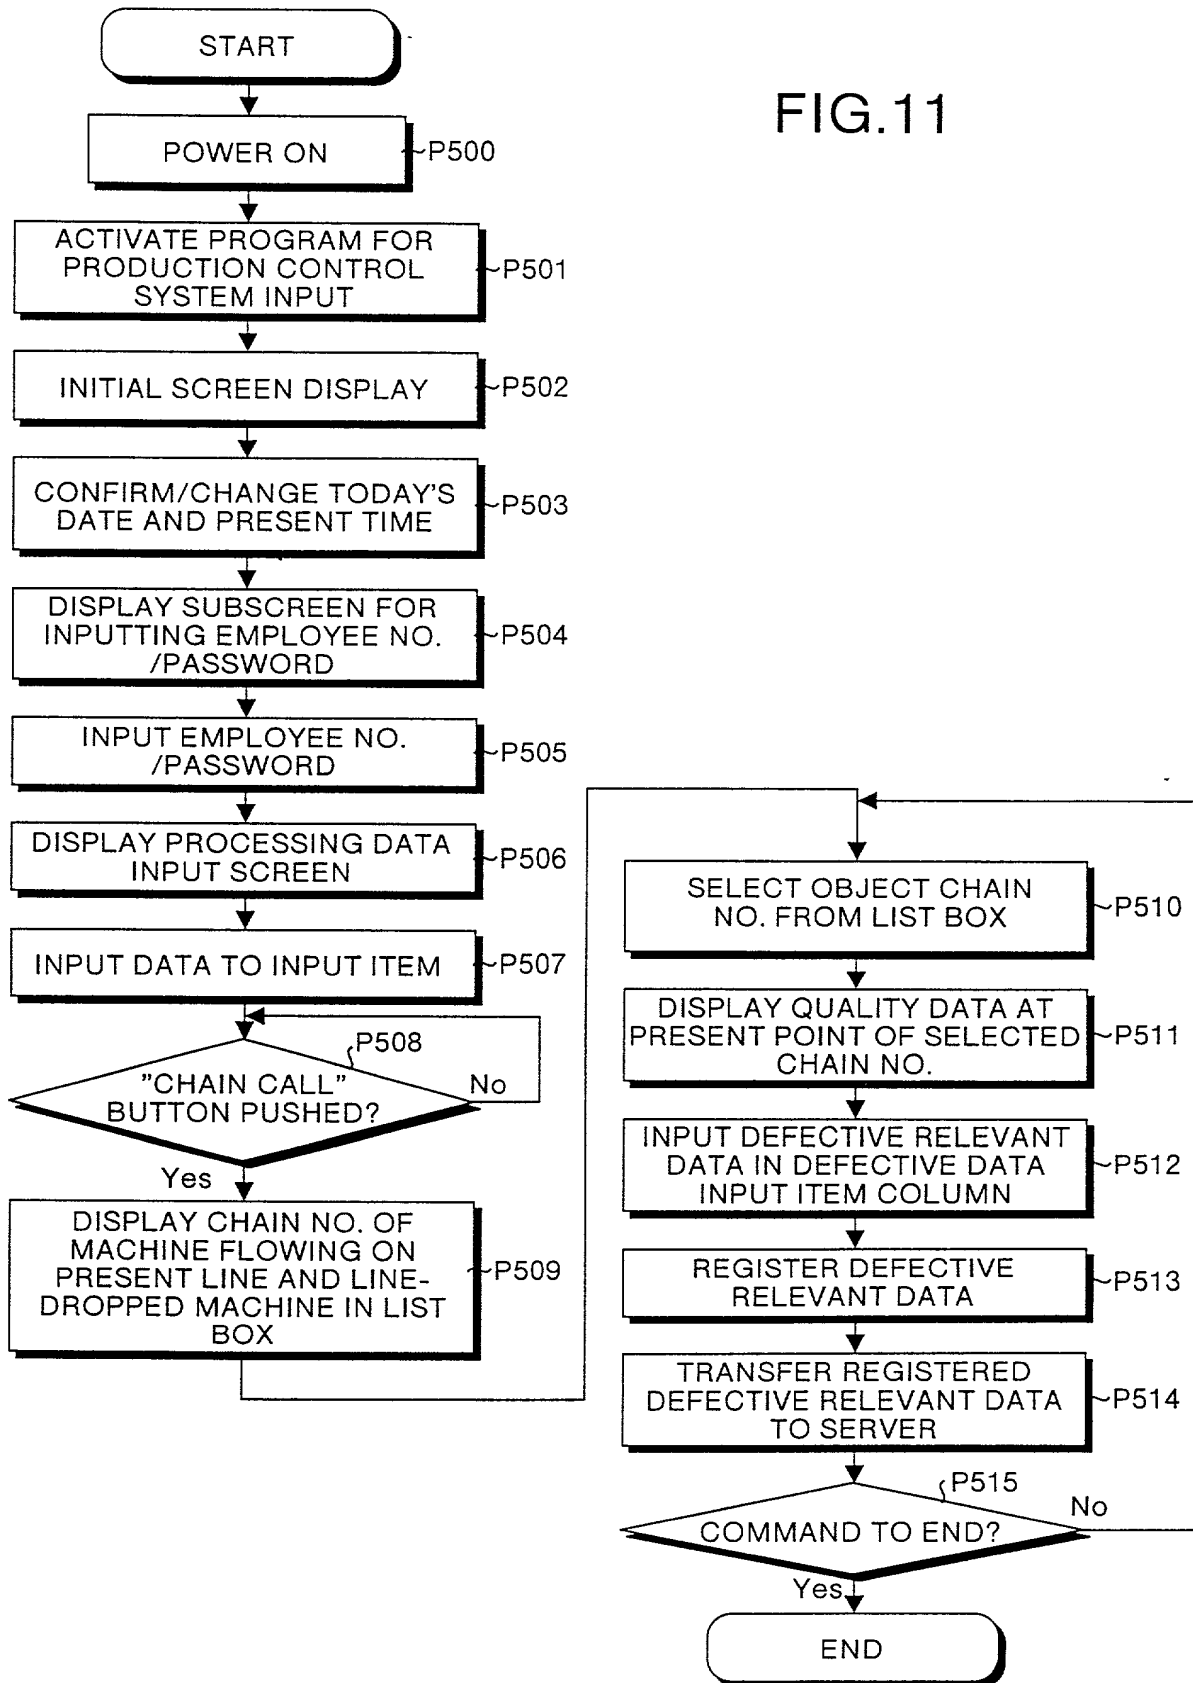 FIG.11
START
POWER ON
P500
ACTIVATE PROGRAM FOR
PRODUCTION CONTROL
SYSTEM INPUT
P501
INITIAL SCREEN DISPLAY
P502
CONFIRM/CHANGE TODAY'S
DATE AND PRESENT TIME
P503
DISPLAY SUBSCREEN FOR
INPUTTING EMPLOYEE NO.
/PASSWORD
P504
INPUT EMPLOYEE NO.
/PASSWORD
P505
DISPLAY PROCESSING DATA
INPUT SCREEN
P506
INPUT DATA TO INPUT ITEM
P507
P508
"CHAIN CALL"
BUTTON PUSHED?
No
Yes
DISPLAY CHAIN NO. OF
MACHINE FLOWING ON
PRESENT LINE AND LINE-
DROPPED MACHINE IN LIST
BOX
P509
SELECT OBJECT CHAIN
NO. FROM LIST BOX
P510
DISPLAY QUALITY DATA AT
PRESENT POINT OF SELECTED
CHAIN NO.
P511
INPUT DEFECTIVE RELEVANT
DATA IN DEFECTIVE DATA
INPUT ITEM COLUMN
P512
REGISTER DEFECTIVE
RELEVANT DATA
P513
TRANSFER REGISTERED
DEFECTIVE RELEVANT DATA
TO SERVER
P514
P515
COMMAND TO END?
No
Yes
END